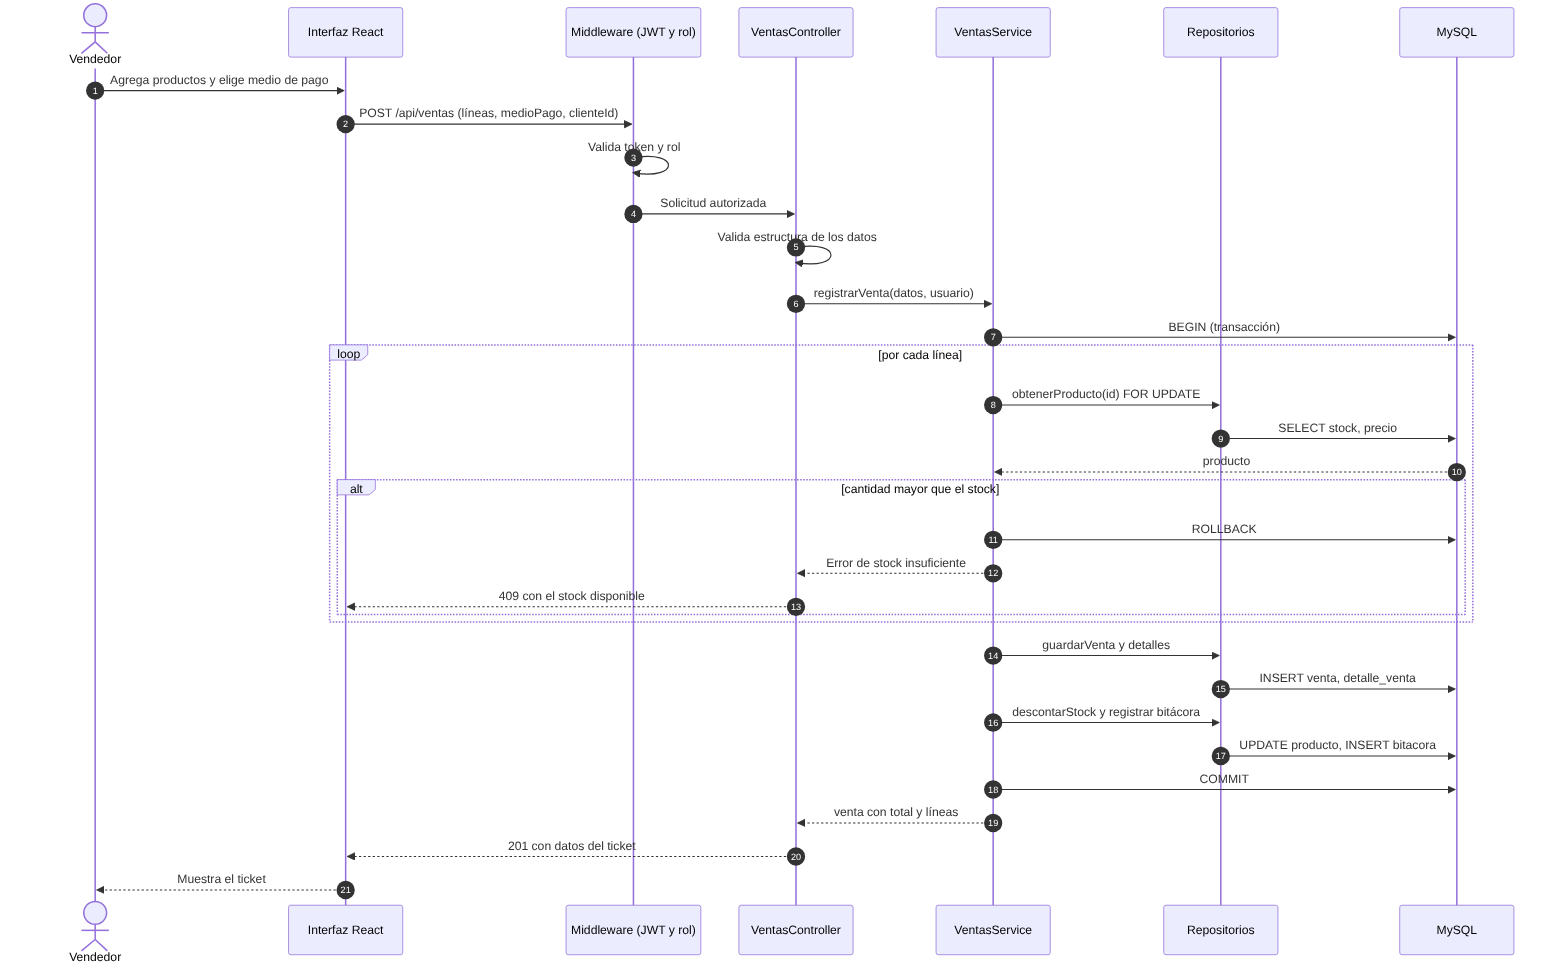 Vendedor
Interfaz React
Middleware (JWT y rol)
VentasController
VentasService
Repositorios
MySQL
1 Agrega productos y elige medio de pago
2 POST /api/ventas (líneas, medioPago, clienteId)
3 Valida token y rol
4 Solicitud autorizada
5 Valida estructura de los datos
6 registrarVenta(datos, usuario)
7 BEGIN (transacción)
loop [por cada línea]
8 obtenerProducto(id) FOR UPDATE
9 SELECT stock, precio
producto 10
alt [cantidad mayor que el stock]
11 ROLLBACK
Error de stock insuficiente 12
409 con el stock disponible 13
14 guardarVenta y detalles
15 INSERT venta, detalle_venta
16 descontarStock y registrar bitácora
17 UPDATE producto, INSERT bitacora
18 COMMIT
venta con total y líneas 19
201 con datos del ticket 20
Muestra el ticket 21
Vendedor
Interfaz React
Middleware (JWT y rol)
VentasController
VentasService
Repositorios
MySQL